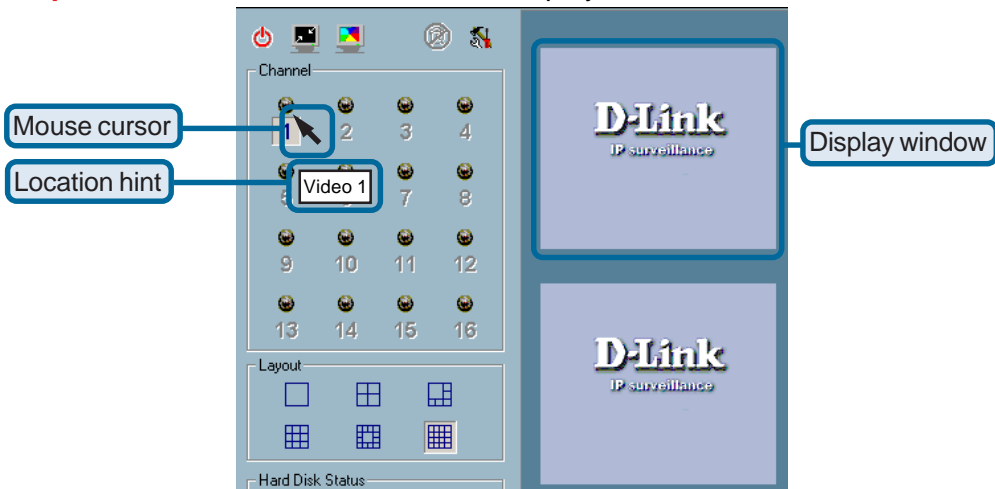 Channel
1 2 3 4
Mouse cursor
Location hint
Video 1
7 8
9 10 11 12
13 14 15 16
Layout
Hard Disk Status
D-Link
IP surveillance
Display window
D-Link
IP surveillance